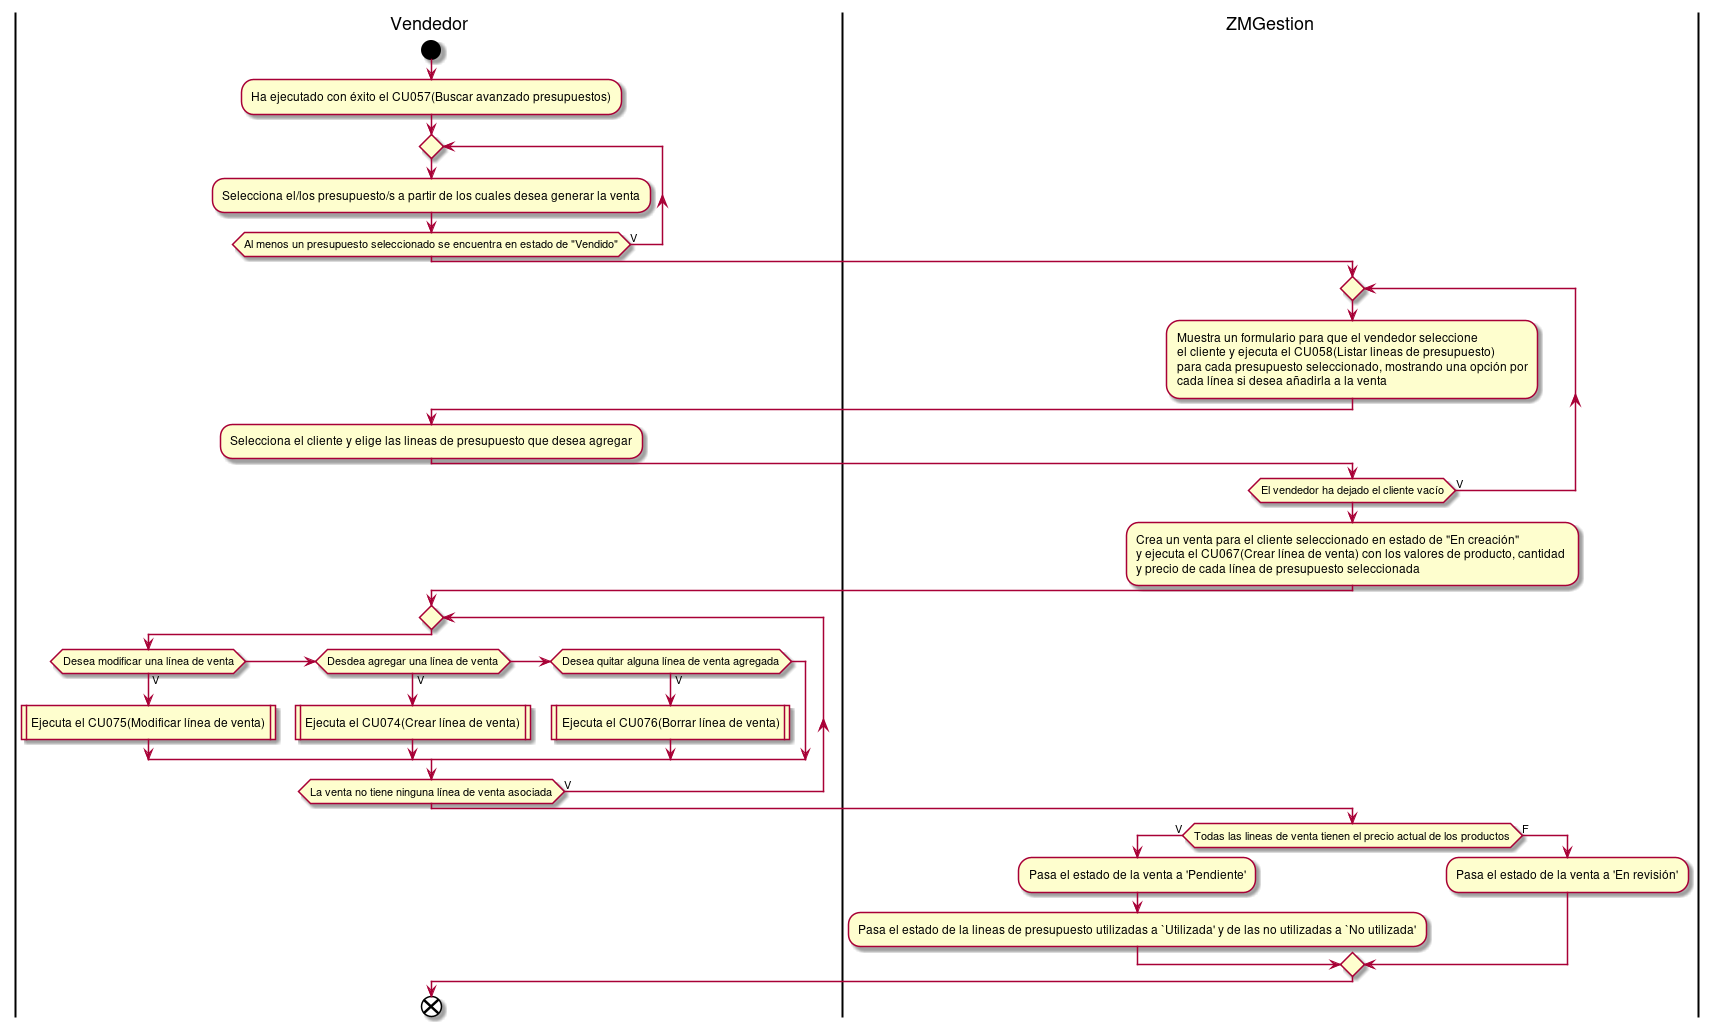 Vendedor
ZMGestion
Ha ejecutado con éxito el CU057(Buscar avanzado presupuestos)
Selecciona el/los presupuesto/s a partir de los cuales desea generar la venta
Al menos un presupuesto seleccionado se encuentra en estado de "Vendido"
V
Muestra un formulario para que el vendedor seleccione
el cliente y ejecuta el CU058(Listar lineas de presupuesto)
para cada presupuesto seleccionado, mostrando una opción por
cada línea si desea añadirla a la venta
Selecciona el cliente y elige las lineas de presupuesto que desea agregar
El vendedor ha dejado el cliente vacío
V
Crea un venta para el cliente seleccionado en estado de "En creación"
y ejecuta el CU067(Crear línea de venta) con los valores de producto, cantidad
y precio de cada línea de presupuesto seleccionada
Desea modificar una línea de venta
Desdea agregar una línea de venta
Desea quitar alguna línea de venta agregada
V
V
V
Ejecuta el CU075(Modificar línea de venta)
Ejecuta el CU074(Crear línea de venta)
Ejecuta el CU076(Borrar línea de venta)
La venta no tiene ninguna línea de venta asociada
V
V
Todas las lineas de venta tienen el precio actual de los productos
F
Pasa el estado de la venta a 'Pendiente'
Pasa el estado de la venta a 'En revisión'
Pasa el estado de la lineas de presupuesto utilizadas a `Utilizada' y de las no utilizadas a `No utilizada'